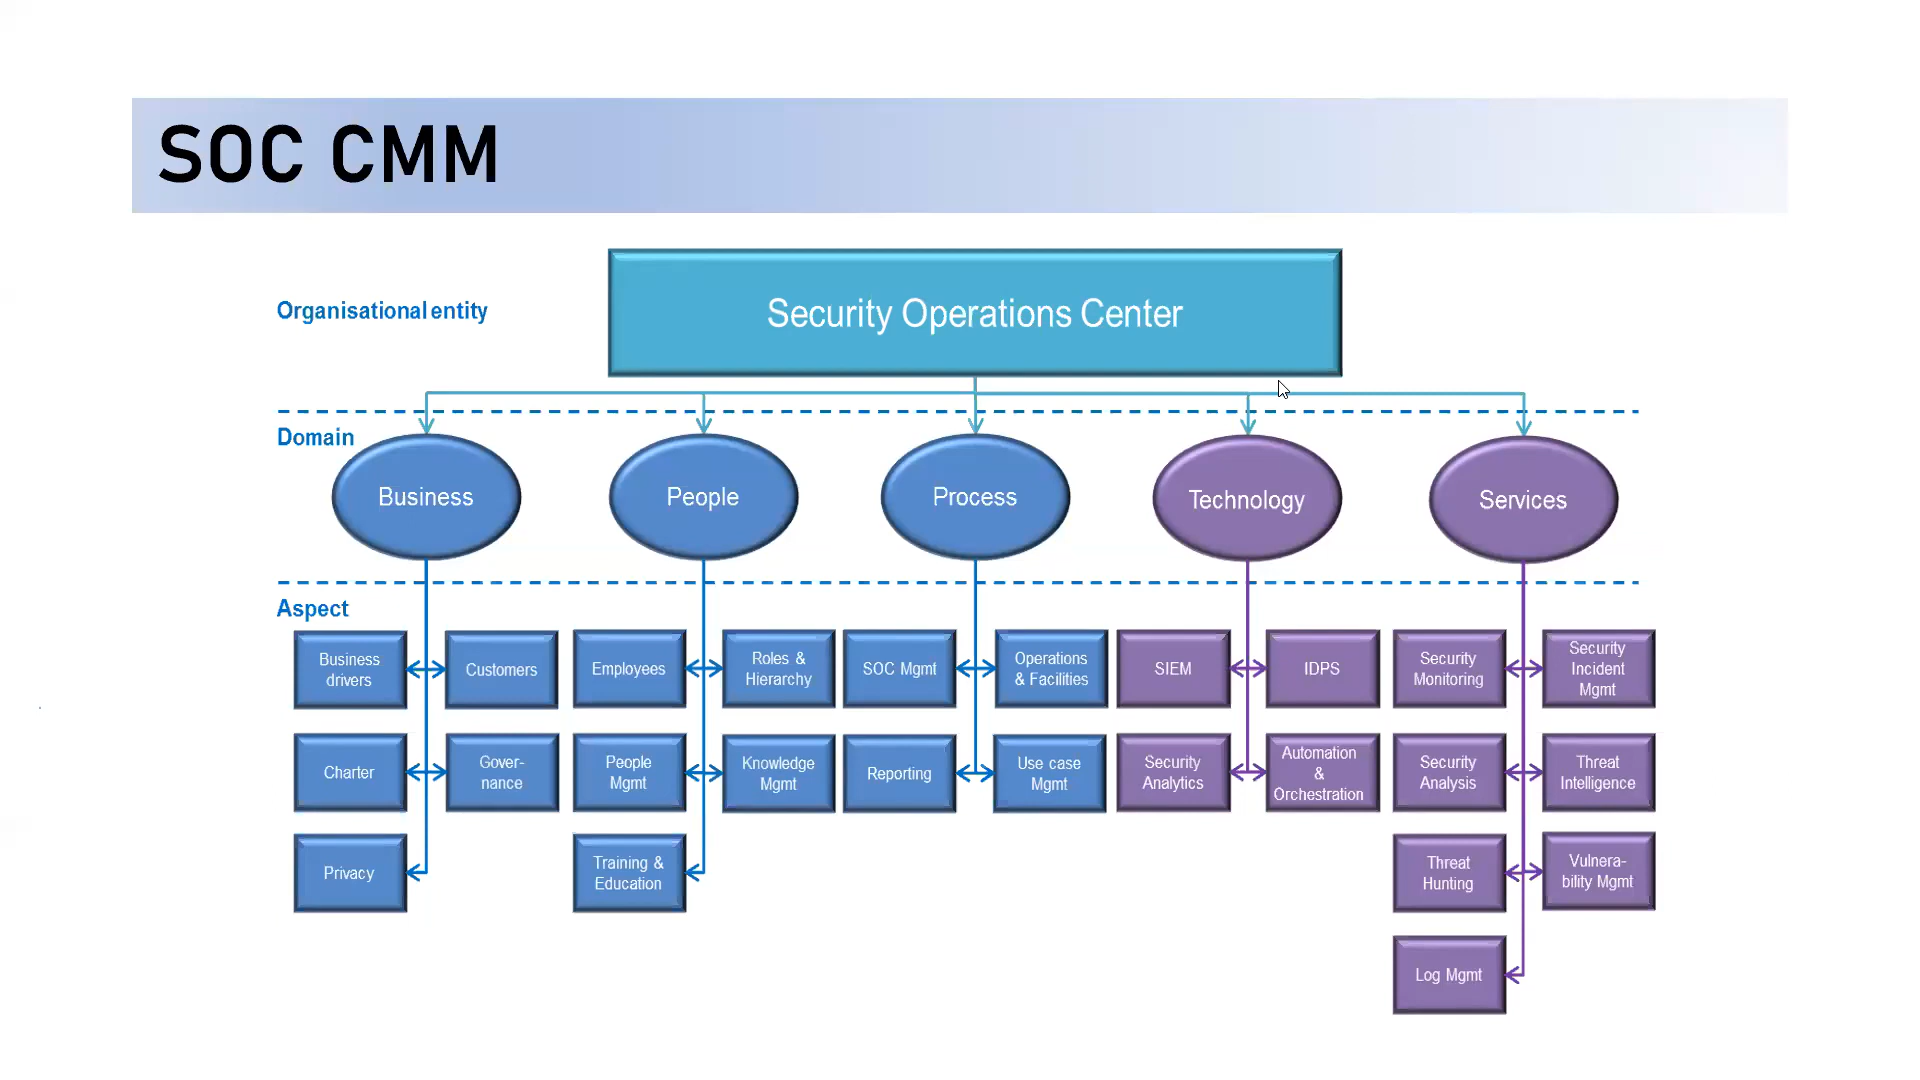 SOC CMM
Organisational entity
Security Operations Center
Domain
Business
People
Process
Technology
Services
Aspect
Business
drivers
Customers
Charter
Gover-
nance
Privacy
Employees
Roles &
Hierarchy
People
Mgmt
Knowledge
Mgmt
Training &
Education
SOC Mgmt
Operations
& Facilities
Reporting
Use case
Mgmt
SIEM
IDPS
Security
Analytics
Automation
&
Orchestration
Security
Monitoring
Security
Incident
Mgmt
Security
Analysis
Threat
Intelligence
Threat
Hunting
Vulnera-
bility Mgmt
Log Mgmt